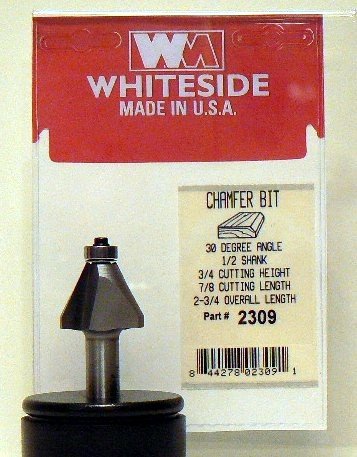 WM
WHITESIDE
MADE IN U.S.A.
CHAMFER BIT
30 DEGREE ANGLE
1/2 SHANK
3/4 CUTTING HEIGHT
7/8 CUTTING LENGTH
2-3/4 OVERALL LENGTH
Part # 2309
8 44278 02309 1